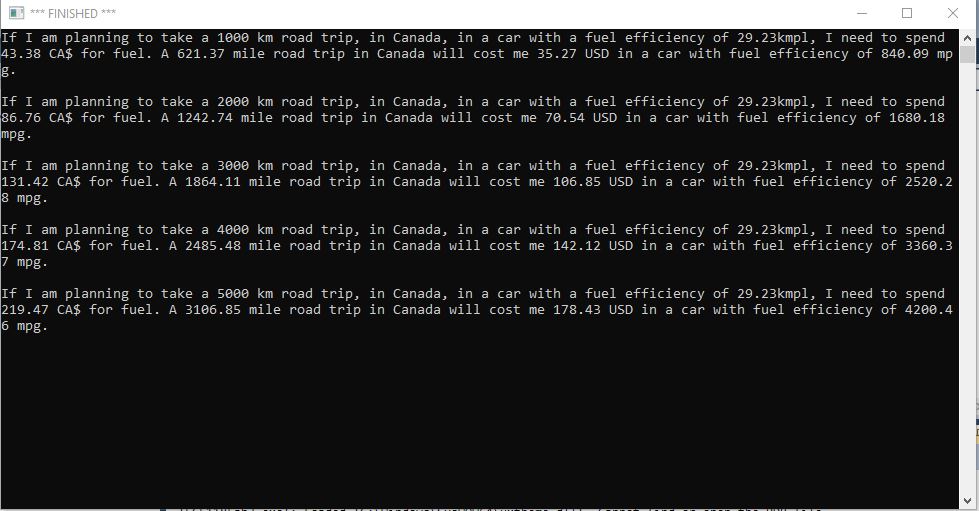 *** FINISHED ***
If I am planning to take a 1000 km road trip, in Canada, in a car with a fuel efficiency of 29.23kmpl, I need to spend
43.38 CA$ for fuel. A 621.37 mile road trip in Canada will cost me 35.27 USD in a car with fuel efficiency of 840.09 mp
g.
If I am planning to take a 2000 km road trip, in Canada, in a car with a fuel efficiency of 29.23kmpl, I need to spend
86.76 CA$ for fuel. A 1242.74 mile road trip in Canada will cost me 70.54 USD in a car with fuel efficiency of 1680.18
mpg.
If I am planning to take a 3000 km road trip, in Canada, in a car with a fuel efficiency of 29.23kmpl, I need to spend
131.42 CA$ for fuel. A 1864.11 mile road trip in Canada will cost me 106.85 USD in a car with fuel efficiency of 2520.2
8 mpg.
If I am planning to take a 4000 km road trip, in Canada, in a car with a fuel efficiency of 29.23kmpl, I need to spend
174.81 CA$ for fuel. A 2485.48 mile road trip in Canada will cost me 142.12 USD in a car with fuel efficiency of 3360.3
7 mpg.
If I am planning to take a 5000 km road trip, in Canada, in a car with a fuel efficiency of 29.23kmpl, I need to spend
219.47 CA$ for fuel. A 3106.85 mile road trip in Canada will cost me 178.43 USD in a car with fuel efficiency of 4200.4
6 mpg.